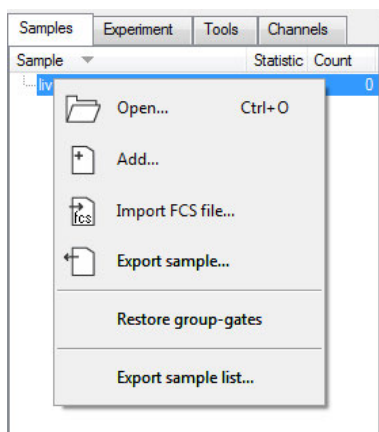 Samples Experiment Tools Channels
Sample Statistic Count
liv 0
Open... Ctrl+O
Add...
fcs Import FCS file...
Export sample...
Restore group-gates
Export sample list...